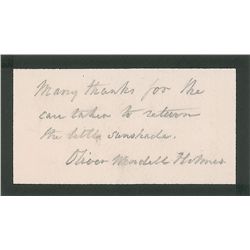 Many thanks for the
care taken to return
the little sunshade.
Oliver Wendell Holmes